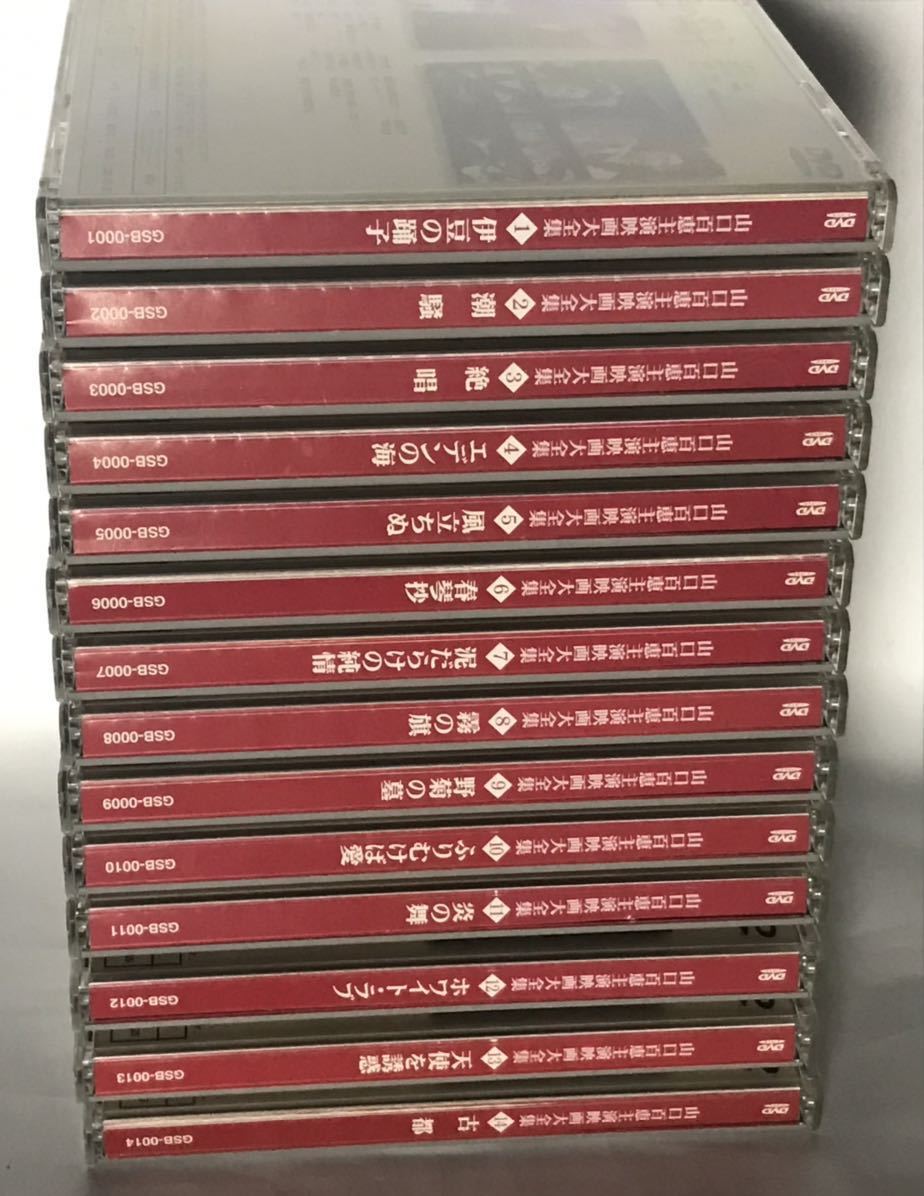 DVD 山口百恵主演映画大全集 1 伊豆の踊子 GSB-0001
DVD 山口百恵主演映画大全集 2 潮騒 GSB-0002
DVD 山口百恵主演映画大全集 3 絶唱 GSB-0003
DVD 山口百恵主演映画大全集 4 エデンの海 GSB-0004
DVD 山口百恵主演映画大全集 5 風立ちぬ GSB-0005
DVD 山口百恵主演映画大全集 6 春琴抄 GSB-0006
DVD 山口百恵主演映画大全集 7 泥だらけの純情 GSB-0007
DVD 山口百恵主演映画大全集 8 霧の旗 GSB-0008
DVD 山口百恵主演映画大全集 9 野菊の墓 GSB-0009
DVD 山口百恵主演映画大全集 10 ふりむけば愛 GSB-0010
DVD 山口百恵主演映画大全集 11 炎の舞 GSB-0011
DVD 山口百恵主演映画大全集 12 ホワイト・ラブ GSB-0012
DVD 山口百恵主演映画大全集 13 天使を誘惑 GSB-0013
DVD 山口百恵主演映画大全集 14 古都 GSB-0014